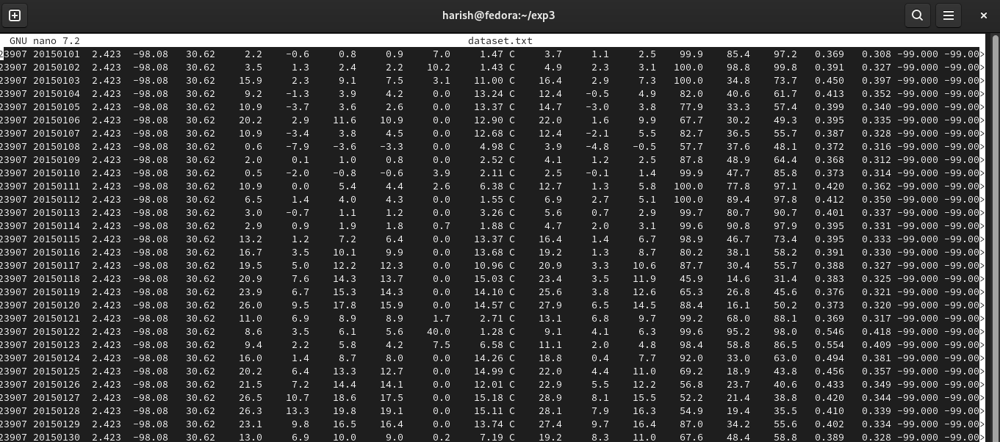 harish@fedora:~/exp3
GNU nano 7.2 dataset.txt
23907 20150101 2.423 -98.08 30.62 2.2 -0.6 0.8 0.9 7.0 1.47 C 3.7 1.1 2.5 99.9 85.4 97.2 0.369 0.308 -99.000 -99.00>
23907 20150102 2.423 -98.08 30.62 3.5 1.3 2.4 2.2 10.2 1.43 C 4.9 2.3 3.1 100.0 98.8 99.8 0.391 0.327 -99.000 -99.00>
23907 20150103 2.423 -98.08 30.62 15.9 2.3 9.1 7.5 3.1 11.00 C 16.4 2.9 7.3 100.0 34.8 73.7 0.450 0.397 -99.000 -99.00>
23907 20150104 2.423 -98.08 30.62 9.2 -1.3 3.9 4.2 0.0 13.24 C 12.4 -0.5 4.9 82.0 40.6 61.7 0.413 0.352 -99.000 -99.00>
23907 20150105 2.423 -98.08 30.62 10.9 -3.7 3.6 2.6 0.0 13.37 C 14.7 -3.0 3.8 77.9 33.3 57.4 0.399 0.340 -99.000 -99.00>
23907 20150106 2.423 -98.08 30.62 20.2 2.9 11.6 10.9 0.0 12.90 C 22.0 1.6 9.9 67.7 30.2 49.3 0.395 0.335 -99.000 -99.00>
23907 20150107 2.423 -98.08 30.62 10.9 -3.4 3.8 4.5 0.0 12.68 C 12.4 -2.1 5.5 82.7 36.5 55.7 0.387 0.328 -99.000 -99.00>
23907 20150108 2.423 -98.08 30.62 0.6 -7.9 -3.6 -3.3 0.0 4.98 C 3.9 -4.8 -0.5 57.7 37.6 48.1 0.372 0.316 -99.000 -99.00>
23907 20150109 2.423 -98.08 30.62 2.0 0.1 1.0 0.8 0.0 2.52 C 4.1 1.2 2.5 87.8 48.9 64.4 0.368 0.312 -99.000 -99.00>
23907 20150110 2.423 -98.08 30.62 0.5 -2.0 -0.8 -0.6 3.9 2.11 C 2.5 -0.1 1.4 99.9 47.7 85.8 0.373 0.314 -99.000 -99.00>
23907 20150111 2.423 -98.08 30.62 10.9 0.0 5.4 4.4 2.6 6.38 C 12.7 1.3 5.8 100.0 77.8 97.1 0.420 0.362 -99.000 -99.00>
23907 20150112 2.423 -98.08 30.62 6.5 1.4 4.0 4.3 0.0 1.55 C 6.9 2.7 5.1 100.0 89.4 97.8 0.412 0.350 -99.000 -99.00>
23907 20150113 2.423 -98.08 30.62 3.0 -0.7 1.1 1.2 0.0 3.26 C 5.6 0.7 2.9 99.7 80.7 90.7 0.401 0.337 -99.000 -99.00>
23907 20150114 2.423 -98.08 30.62 2.9 0.9 1.9 1.8 0.7 1.88 C 4.7 2.0 3.1 99.6 90.8 97.9 0.395 0.331 -99.000 -99.00>
23907 20150115 2.423 -98.08 30.62 13.2 1.2 7.2 6.4 0.0 13.37 C 16.4 1.4 6.7 98.9 46.7 73.4 0.395 0.333 -99.000 -99.00>
23907 20150116 2.423 -98.08 30.62 16.7 3.5 10.1 9.9 0.0 13.68 C 19.2 1.3 8.7 80.2 38.1 58.2 0.391 0.330 -99.000 -99.00>
23907 20150117 2.423 -98.08 30.62 19.5 5.0 12.2 12.3 0.0 10.96 C 20.9 3.3 10.6 87.7 30.4 55.7 0.388 0.327 -99.000 -99.00>
23907 20150118 2.423 -98.08 30.62 20.9 7.6 14.3 13.7 0.0 15.03 C 23.4 3.5 11.9 45.9 14.6 31.4 0.383 0.325 -99.000 -99.00>
23907 20150119 2.423 -98.08 30.62 23.9 6.7 15.3 14.3 0.0 14.10 C 25.6 3.8 12.6 65.3 26.8 45.6 0.376 0.321 -99.000 -99.00>
23907 20150120 2.423 -98.08 30.62 26.0 9.5 17.8 15.9 0.0 14.57 C 27.9 6.5 14.5 88.4 16.1 50.2 0.373 0.320 -99.000 -99.00>
23907 20150121 2.423 -98.08 30.62 11.0 6.9 8.9 8.9 1.7 2.71 C 13.1 6.8 9.7 99.2 68.0 88.1 0.369 0.317 -99.000 -99.00>
23907 20150122 2.423 -98.08 30.62 8.6 3.5 6.1 5.6 40.0 1.28 C 9.1 4.1 6.3 99.6 95.2 98.0 0.546 0.418 -99.000 -99.00>
23907 20150123 2.423 -98.08 30.62 9.4 2.2 5.8 4.2 7.5 6.58 C 11.1 2.0 4.8 98.4 58.8 86.5 0.554 0.409 -99.000 -99.00>
23907 20150124 2.423 -98.08 30.62 16.0 1.4 8.7 8.0 0.0 14.26 C 18.8 0.4 7.7 92.0 33.0 63.0 0.494 0.381 -99.000 -99.00>
23907 20150125 2.423 -98.08 30.62 20.2 6.4 13.3 12.7 0.0 14.99 C 22.0 4.4 11.0 69.2 18.9 43.8 0.456 0.357 -99.000 -99.00>
23907 20150126 2.423 -98.08 30.62 21.5 7.2 14.4 14.1 0.0 12.01 C 22.9 5.5 12.2 56.8 23.7 40.6 0.433 0.349 -99.000 -99.00>
23907 20150127 2.423 -98.08 30.62 26.5 10.7 18.6 17.5 0.0 15.18 C 28.9 8.1 15.5 52.2 21.4 38.8 0.420 0.344 -99.000 -99.00>
23907 20150128 2.423 -98.08 30.62 26.3 13.3 19.8 19.1 0.0 15.11 C 28.1 7.9 16.3 54.9 19.4 35.5 0.410 0.339 -99.000 -99.00>
23907 20150129 2.423 -98.08 30.62 23.1 9.8 16.5 16.4 0.0 13.74 C 27.4 9.7 16.4 87.0 34.2 55.6 0.402 0.334 -99.000 -99.00>
23907 20150130 2.423 -98.08 30.62 13.0 6.9 10.0 9.0 0.2 7.19 C 19.2 8.3 11.0 67.6 48.4 58.8 0.389 0.328 -99.000 -99.00>